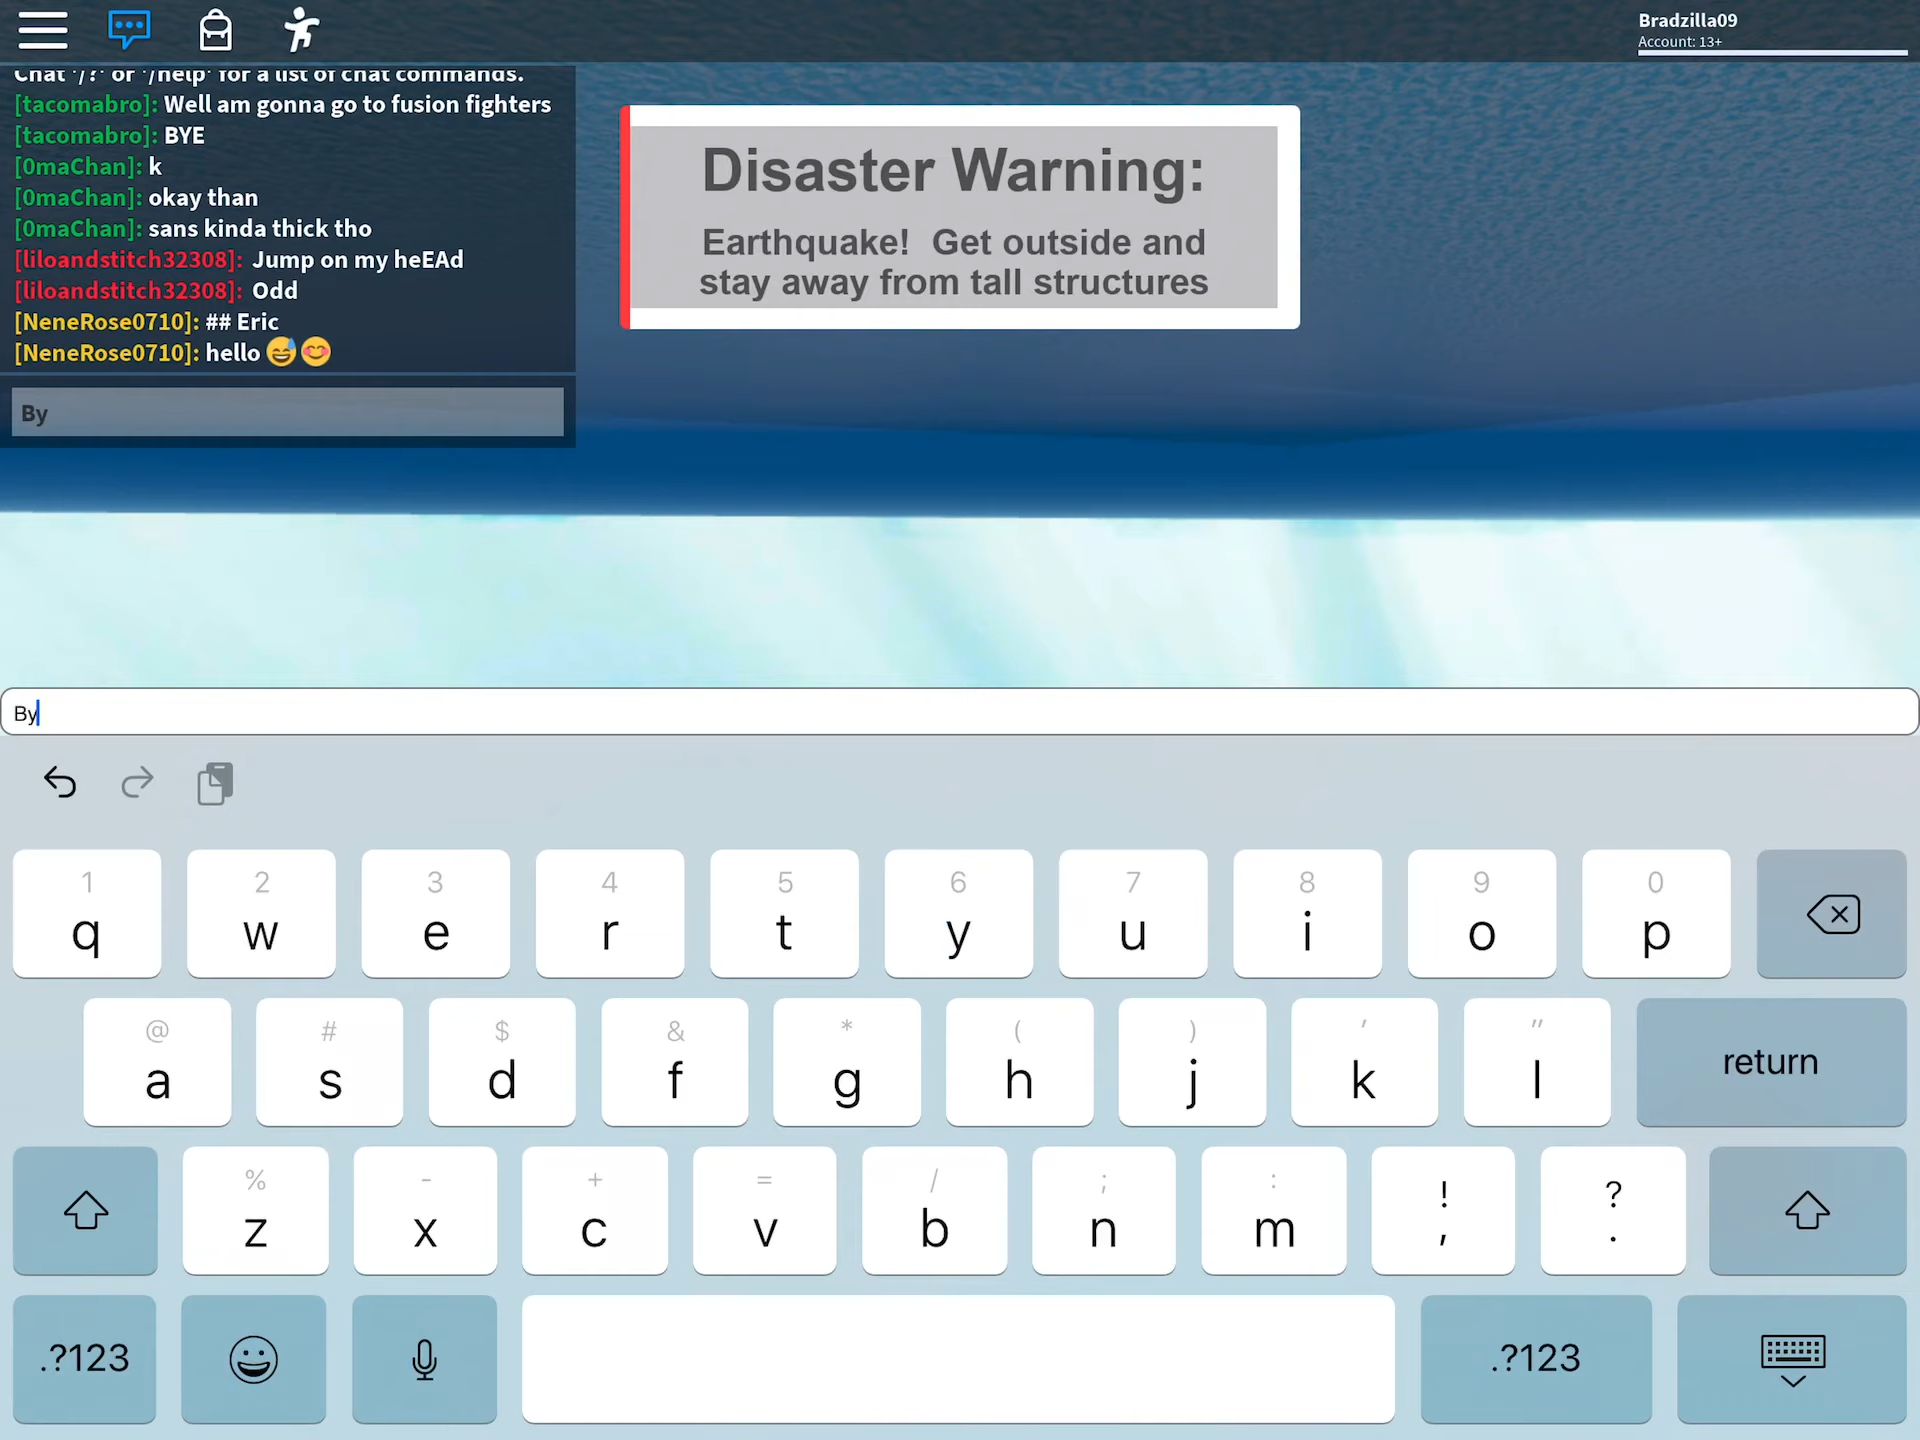 Bradzilla09
Account: 13+
Chat '/?' or '/help' for a list of chat commands.
[tacomabro]: Well am gonna go to fusion fighters
[tacomabro]: BYE
[0maChan]: k
[0maChan]: okay than
[0maChan]: sans kinda thick tho
[liloandstitch32308]: Jump on my heEAd
[liloandstitch32308]: Odd
[NeneRose0710]: ## Eric
[NeneRose0710]: hello 😅😊
By
Disaster Warning:
Earthquake! Get outside and
stay away from tall structures
By
1 2 3 4 5 6 7 8 9 0
q w e r t y u i o p
@ # $ & * ( ) ' "
a s d f g h j k l return
% - + = / ; : ! ?
z x c v b n m , .
.?123 .?123